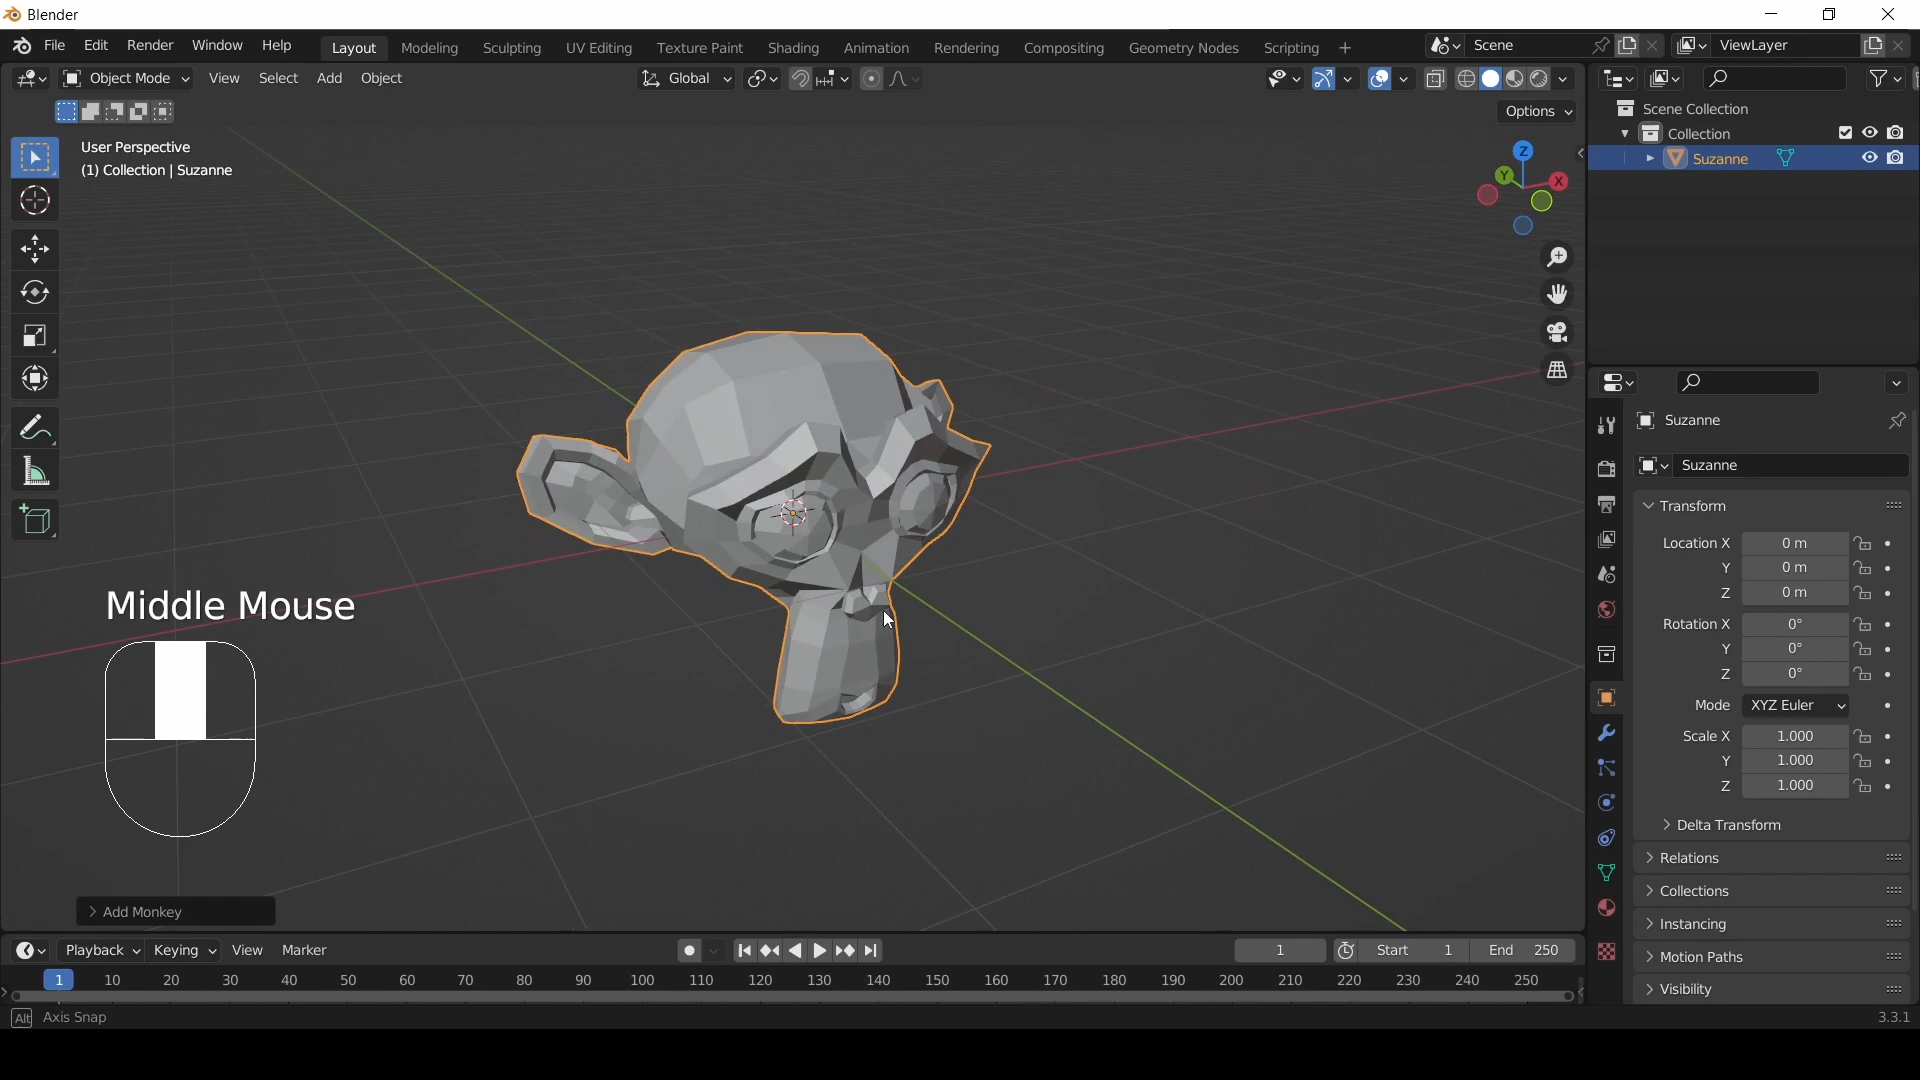 Blender
File Edit Render Window Help Layout Modeling Sculpting UV Editing Texture Paint Shading Animation Rendering Compositing Geometry Nodes Scripting + Scene ViewLayer
Object Mode View Select Add Object Global
Options
User Perspective
(1) Collection | Suzanne
Z
Y
X
Scene Collection
Collection
Suzanne
Suzanne
Suzanne
Transform
Location X 0 m
Y 0 m
Z 0 m
Rotation X 0°
Y 0°
Z 0°
Mode XYZ Euler
Scale X 1.000
Y 1.000
Z 1.000
Delta Transform
Relations
Collections
Instancing
Motion Paths
Visibility
Middle Mouse
Add Monkey
Playback Keying View Marker 1 Start 1 End 250
1 10 20 30 40 50 60 70 80 90 100 110 120 130 140 150 160 170 180 190 200 210 220 230 240 250
Alt Axis Snap 3.3.1